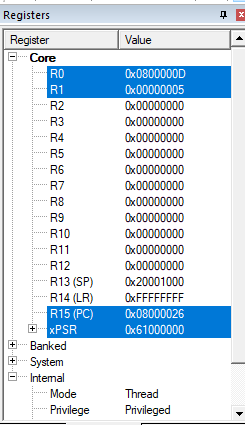 Registers
Register Value
Core
R0 0x0800000D
R1 0x00000005
R2 0x00000000
R3 0x00000000
R4 0x00000000
R5 0x00000000
R6 0x00000000
R7 0x00000000
R8 0x00000000
R9 0x00000000
R10 0x00000000
R11 0x00000000
R12 0x00000000
R13 (SP) 0x20001000
R14 (LR) 0xFFFFFFFF
R15 (PC) 0x08000026
xPSR 0x61000000
Banked
System
Internal
Mode Thread
Privilege Privileged